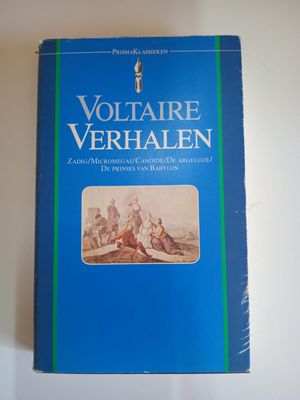 PRISMAKLASSIEKEN
VOLTAIRE
VERHALEN
ZADIG/MICROMEGAS/CANDIDE/DE ARGELOZE/
DE PRINSES VAN BABYLON